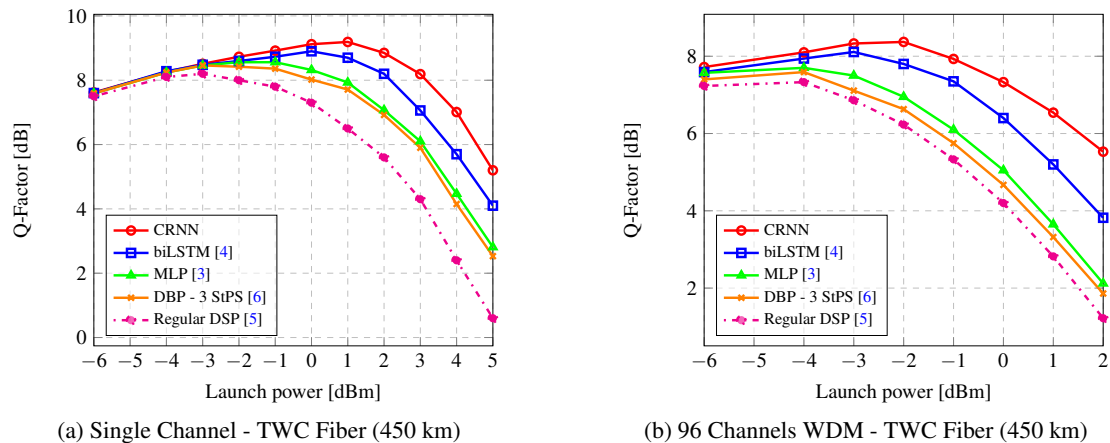 10
8
6
4
2
0
Q-Factor [dB]
CRNN
biLSTM [4]
MLP [3]
DBP - 3 StPS [6]
Regular DSP [5]
−6 −5 −4 −3 −2 −1 0 1 2 3 4 5
Launch power [dBm]
(a) Single Channel - TWC Fiber (450 km)
8
6
4
2
Q-Factor [dB]
CRNN
biLSTM [4]
MLP [3]
DBP - 3 StPS [6]
Regular DSP [5]
−6 −5 −4 −3 −2 −1 0 1 2
Launch power [dBm]
(b) 96 Channels WDM - TWC Fiber (450 km)